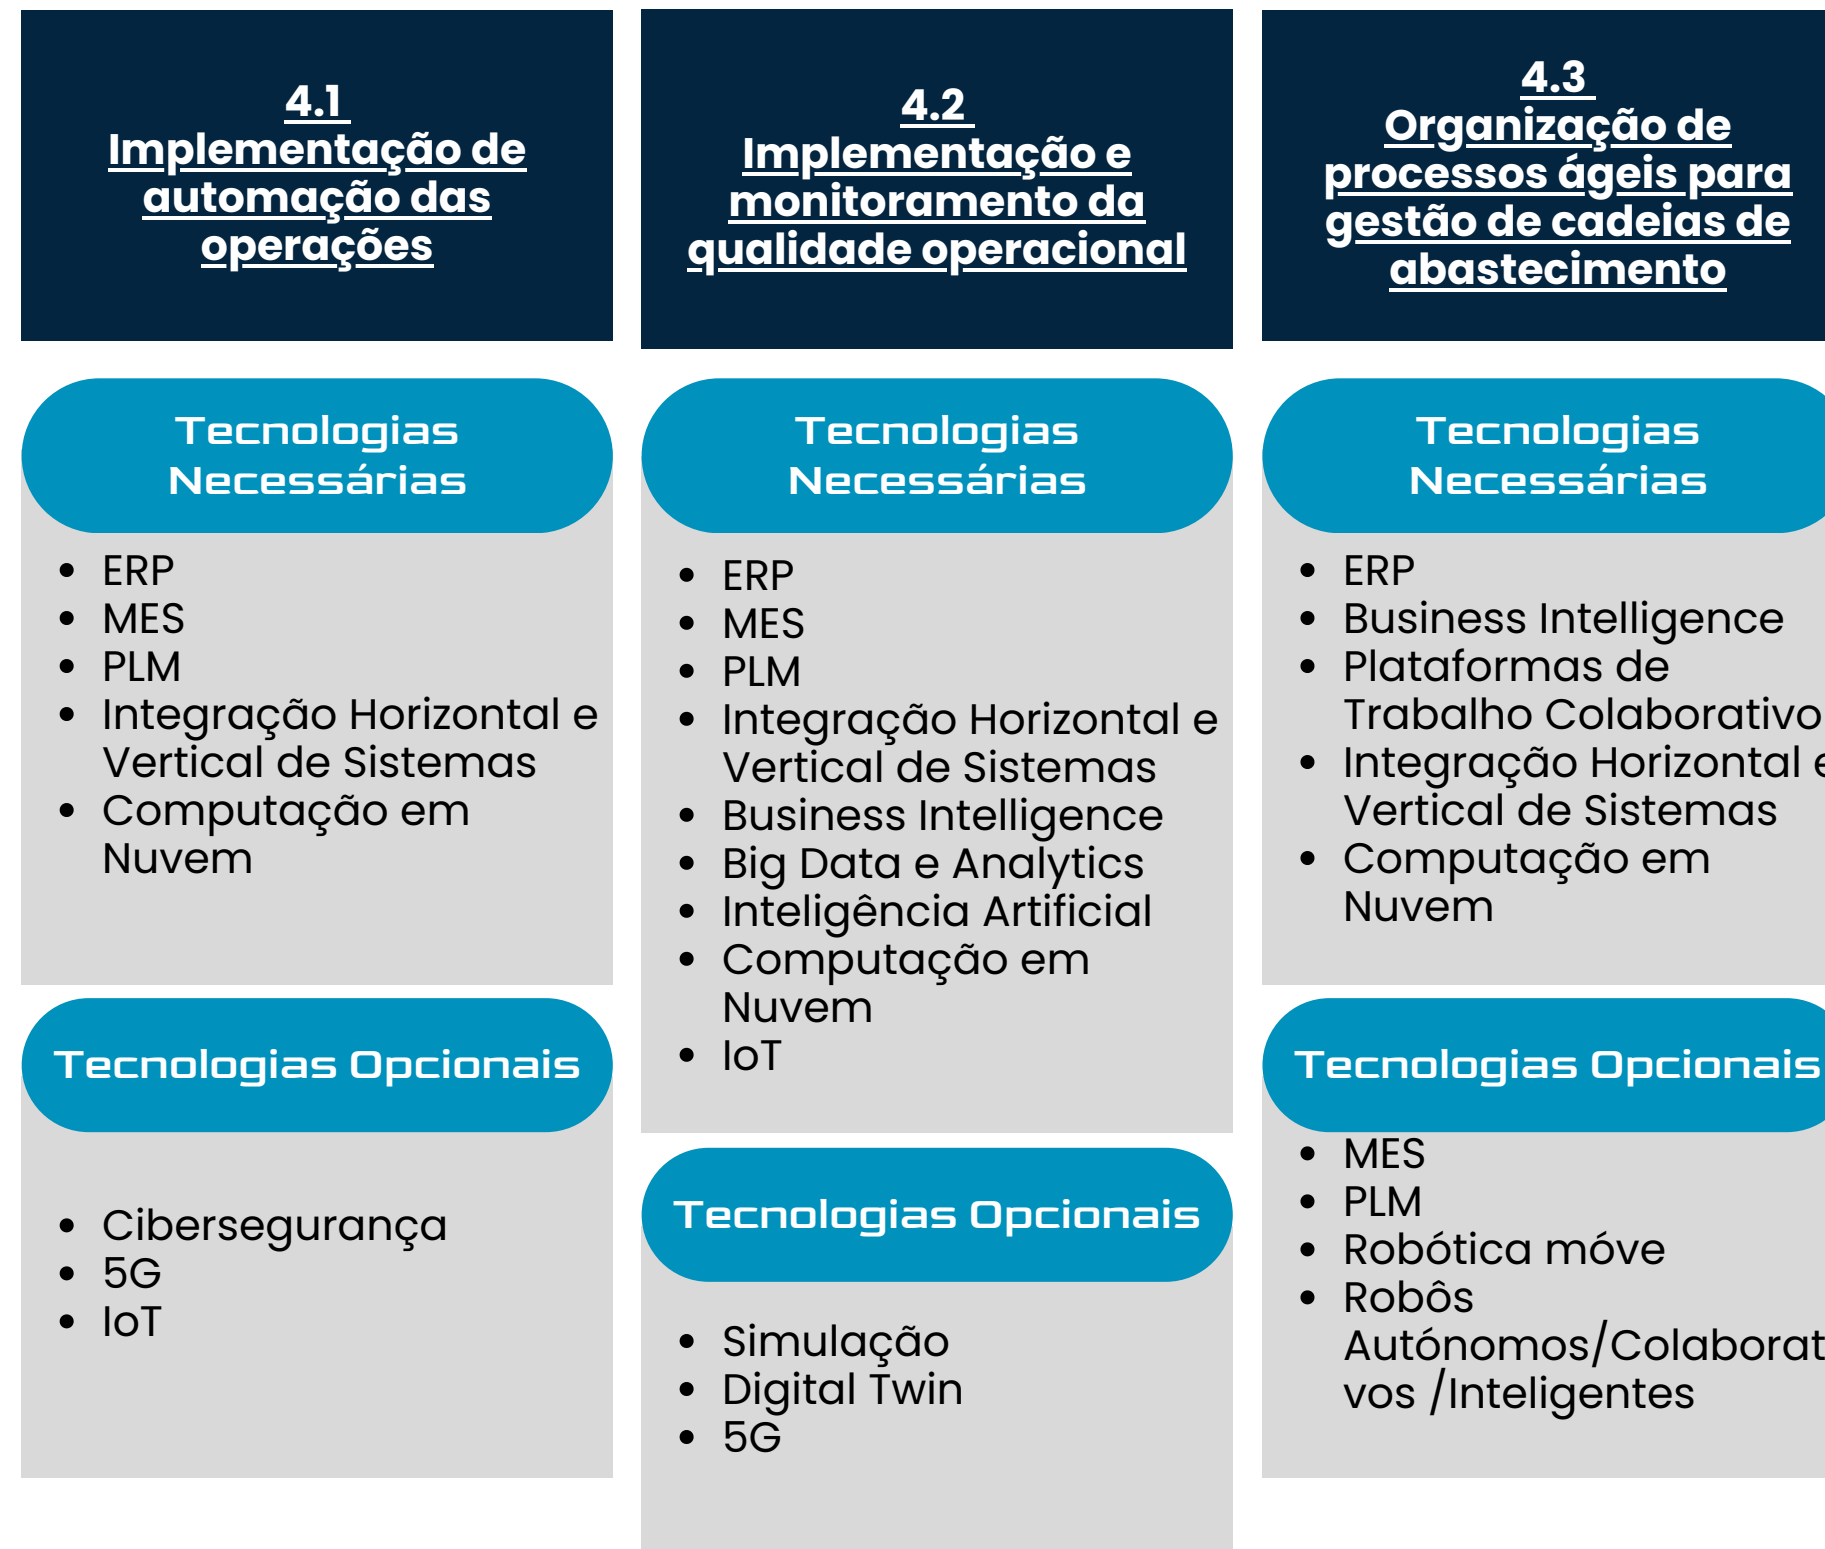 4.1
Implementação de
automação das
operações
Tecnologias
Necessárias
• ERP
• MES
• PLM
• Integração Horizontal e
Vertical de Sistemas
• Computação em
Nuvem
Tecnologias Opcionais
• Cibersegurança
• 5G
• IoT
4.2
Implementação e
monitoramento da
qualidade operacional
Tecnologias
Necessárias
• ERP
• MES
• PLM
• Integração Horizontal e
Vertical de Sistemas
• Business Intelligence
• Big Data e Analytics
• Inteligência Artificial
• Computação em
Nuvem
• IoT
Tecnologias Opcionais
• Simulação
• Digital Twin
• 5G
4.3
Organização de
processos ágeis para
gestão de cadeias de
abastecimento
Tecnologias
Necessárias
• ERP
• Business Intelligence
• Plataformas de
Trabalho Colaborativo
• Integração Horizontal e
Vertical de Sistemas
• Computação em
Nuvem
Tecnologias Opcionais
• MES
• PLM
• Robótica móve
• Robôs
Autónomos/Colaborat
vos /Inteligentes